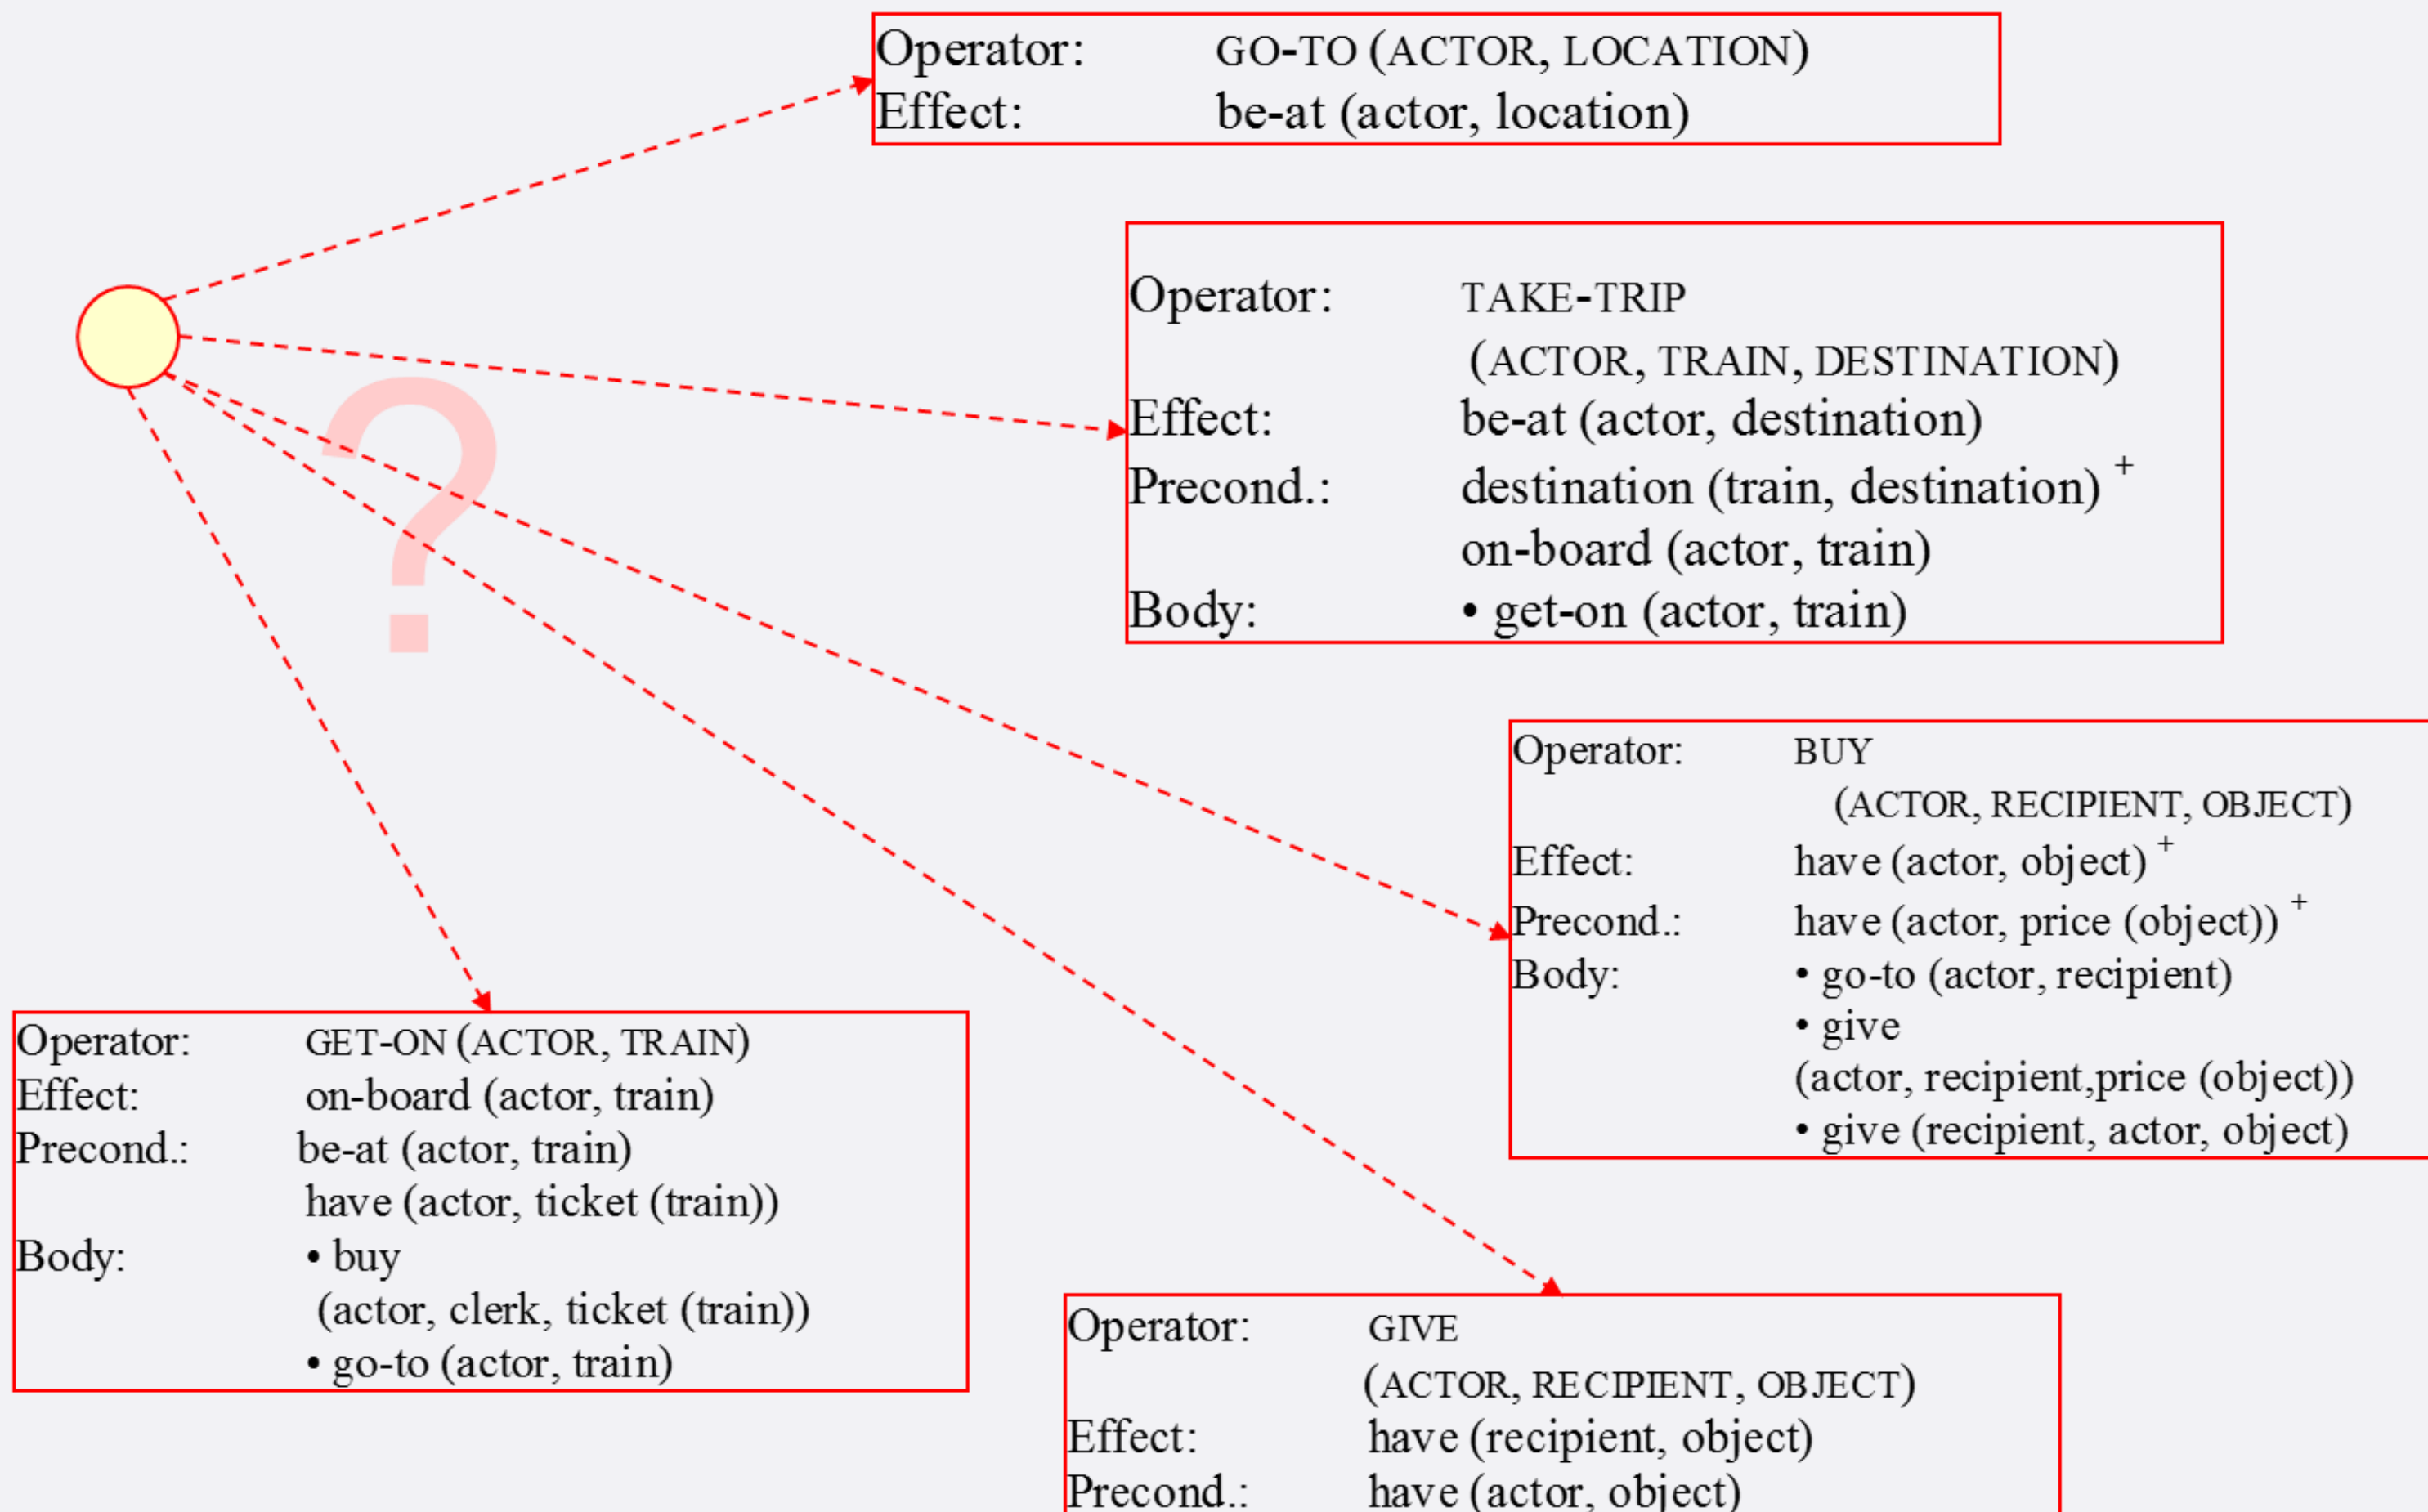 Operator: GO-TO (ACTOR, LOCATION)
Effect: be-at (actor, location)
Operator: TAKE-TRIP
(ACTOR, TRAIN, DESTINATION)
Effect: be-at (actor, destination)
Precond.: destination (train, destination) +
on-board (actor, train)
Body: • get-on (actor, train)
?
Operator: BUY
(ACTOR, RECIPIENT, OBJECT)
Effect: have (actor, object) +
Precond.: have (actor, price (object)) +
Body: • go-to (actor, recipient)
• give
(actor, recipient,price (object))
• give (recipient, actor, object)
Operator: GET-ON (ACTOR, TRAIN)
Effect: on-board (actor, train)
Precond.: be-at (actor, train)
have (actor, ticket (train))
Body: • buy
(actor, clerk, ticket (train))
• go-to (actor, train)
Operator: GIVE
(ACTOR, RECIPIENT, OBJECT)
Effect: have (recipient, object)
Precond.: have (actor, object)